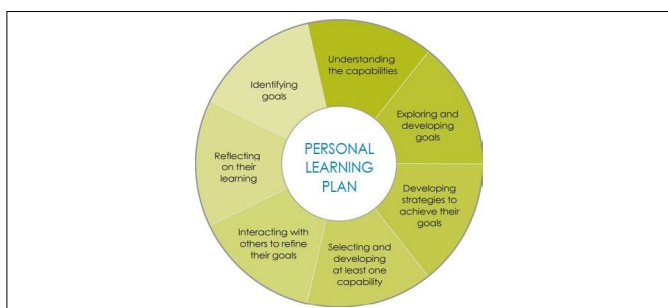 Understanding
the capabilities
Exploring and
developing
goals
Developing
strategies to
achieve their
goals
Selecting and
developing
at least one
capability
Interacting with
others to refine
their goals
Reflecting
on their
learning
Identifying
goals
PERSONAL
LEARNING
PLAN